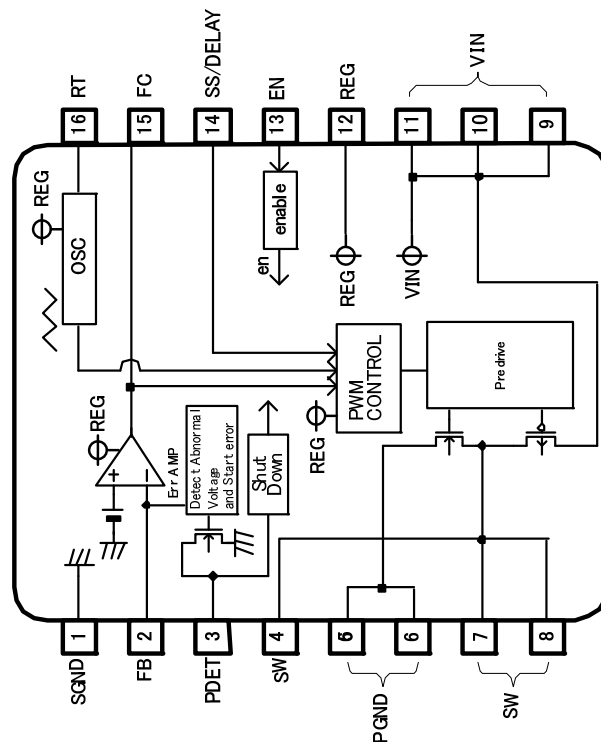 RT
FC
SS/DELAY
EN
REG
VIN
16
15
14
13
12
11
10
9
REG
OSC
enable
en
REG
VIN
REG
Err AMP
Detect Abnormal
Voltage
and Start error
Shut
Down
REG
PWM
CONTROL
Predrive
+
−
1
2
3
4
5
6
7
8
SGND
FB
PDET
SW
PGND
SW